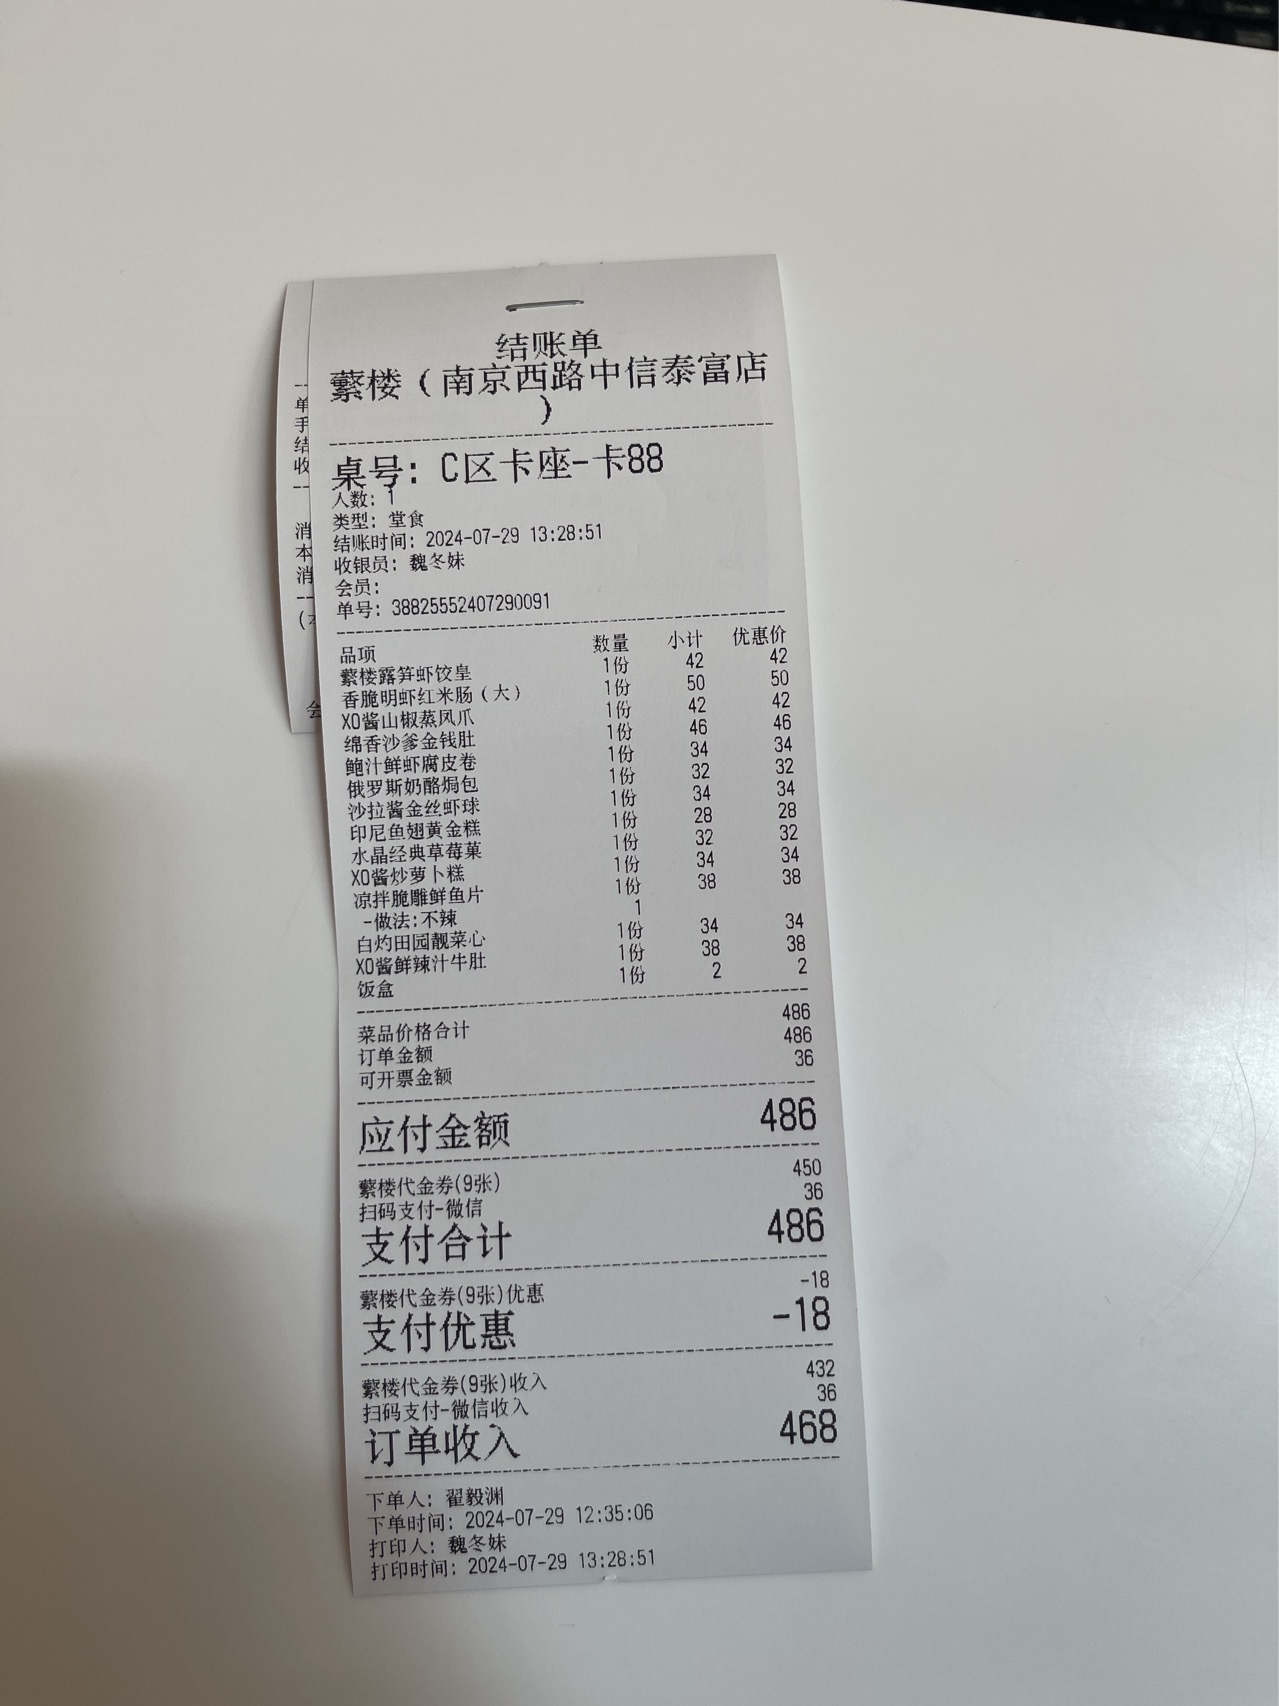 结账单
蘩楼（南京西路中信泰富店
）
桌号: C区卡座-卡88
人数: 1
类型: 堂食
结账时间: 2024-07-29 13:28:51
收银员: 魏冬妹
会员:
单号: 38825552407290091
品项 数量 小计 优惠价
蘩楼露笋虾饺皇 1份 42 42
香脆明虾红米肠（大） 1份 50 50
XO酱山椒蒸凤爪 1份 42 42
绵香沙爹金钱肚 1份 46 46
鲍汁鲜虾腐皮卷 1份 34 34
俄罗斯奶酪焗包 1份 32 32
沙拉酱金丝虾球 1份 34 34
印尼鱼翅黄金糕 1份 28 28
水晶经典草莓菓 1份 32 32
XO酱炒萝卜糕 1份 34 34
凉拌脆雕鲜鱼片 1份 38 38
-做法:不辣 1
白灼田园靓菜心 1份 34 34
XO酱鲜辣汁牛肚 1份 38 38
饭盒 1份 2 2
菜品价格合计 486
订单金额 486
可开票金额 36
应付金额 486
蘩楼代金券(9张) 450
扫码支付-微信 36
支付合计 486
蘩楼代金券(9张)优惠 -18
支付优惠 -18
蘩楼代金券(9张)收入 432
扫码支付-微信收入 36
订单收入 468
下单人: 翟毅渊
下单时间: 2024-07-29 12:35:06
打印人: 魏冬妹
打印时间: 2024-07-29 13:28:51
单
手
结
收
消
本
消
会